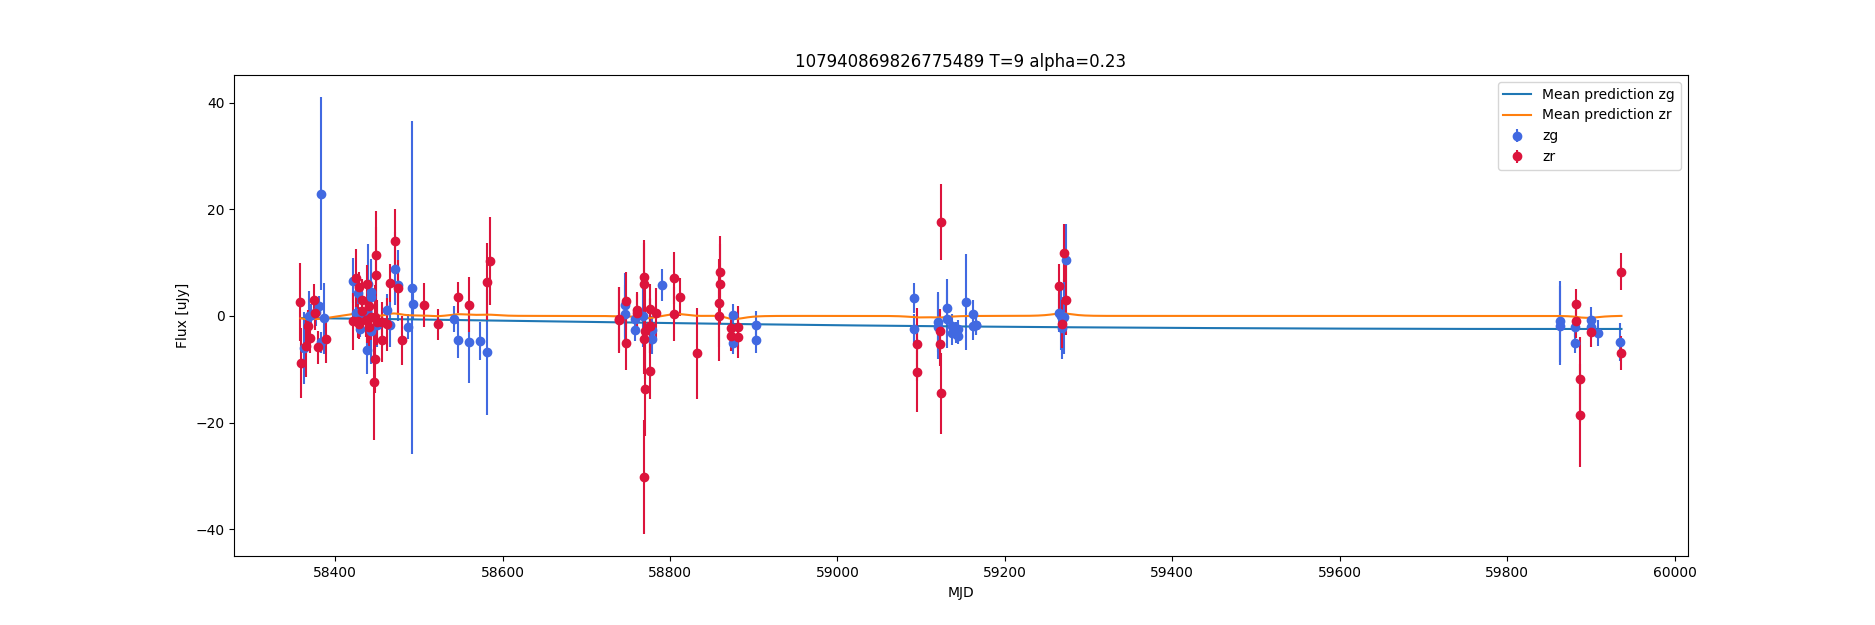 107940869826775489 T=9 alpha=0.23
Mean prediction zg
Mean prediction zr
zg
zr
Flux [uJy]
40
20
0
−20
−40
58400 58600 58800 59000 59200 59400 59600 59800 60000
MJD